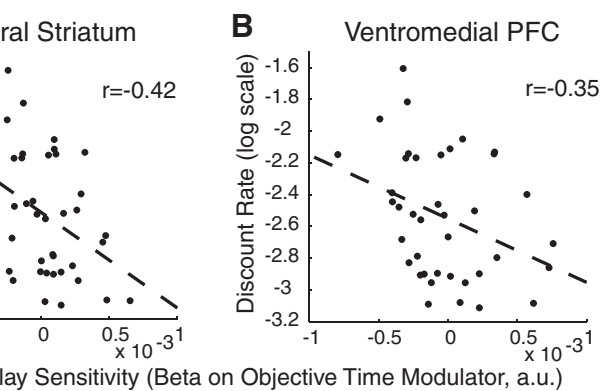 ral Striatum
r=-0.42
0 0.5 1
x 10-3
B
Ventromedial PFC
r=-0.35
Discount Rate (log scale)
-1.6
-1.8
-2
-2.2
-2.4
-2.6
-2.8
-3
-3.2
-1 -0.5 0 0.5 1
x 10-3
lay Sensitivity (Beta on Objective Time Modulator, a.u.)